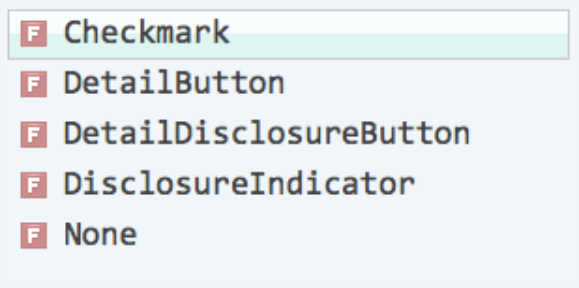 F Checkmark
F DetailButton
F DetailDisclosureButton
F DisclosureIndicator
F None